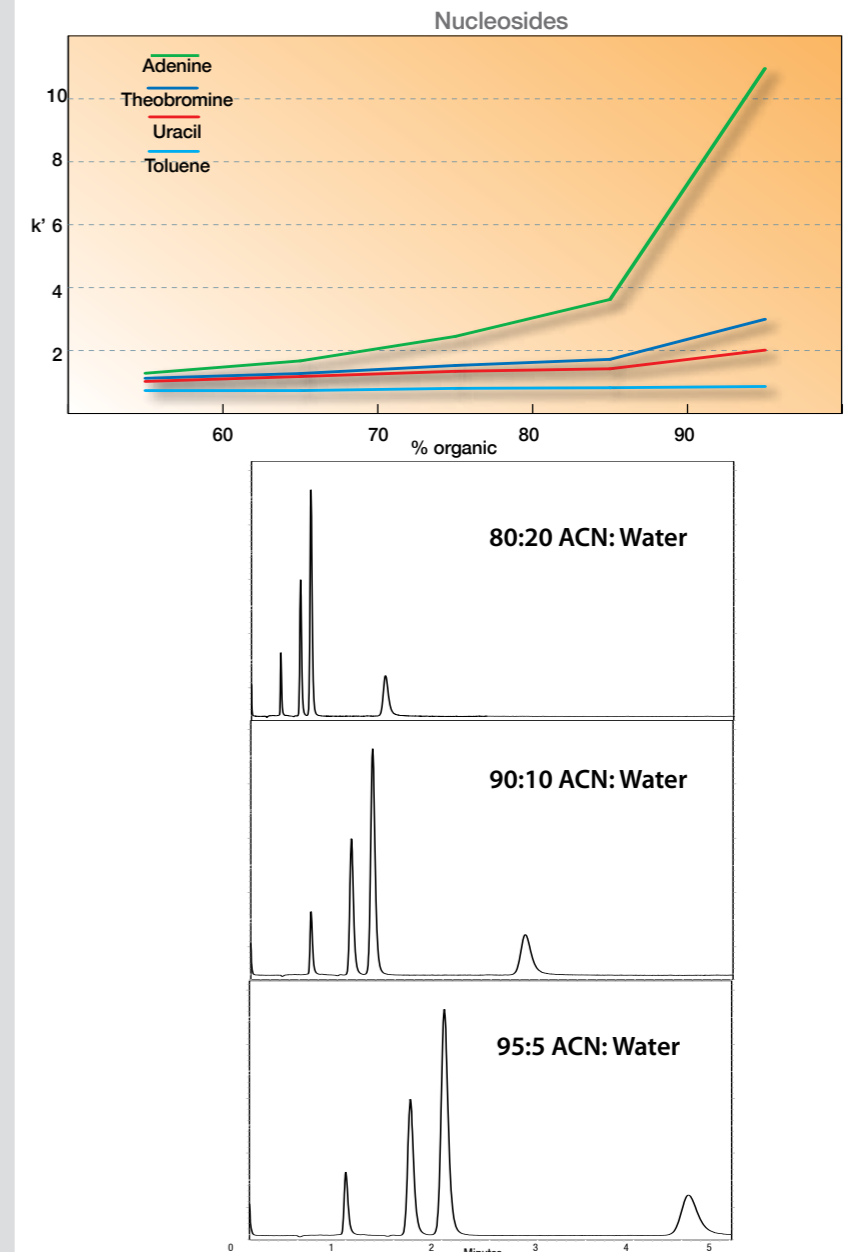 Nucleosides
Adenine
Theobromine
Uracil
Toluene
10
8
k' 6
4
2
60 70 80 90
% organic
80:20 ACN: Water
90:10 ACN: Water
95:5 ACN: Water
0 1 2 3 4 5
Minutes